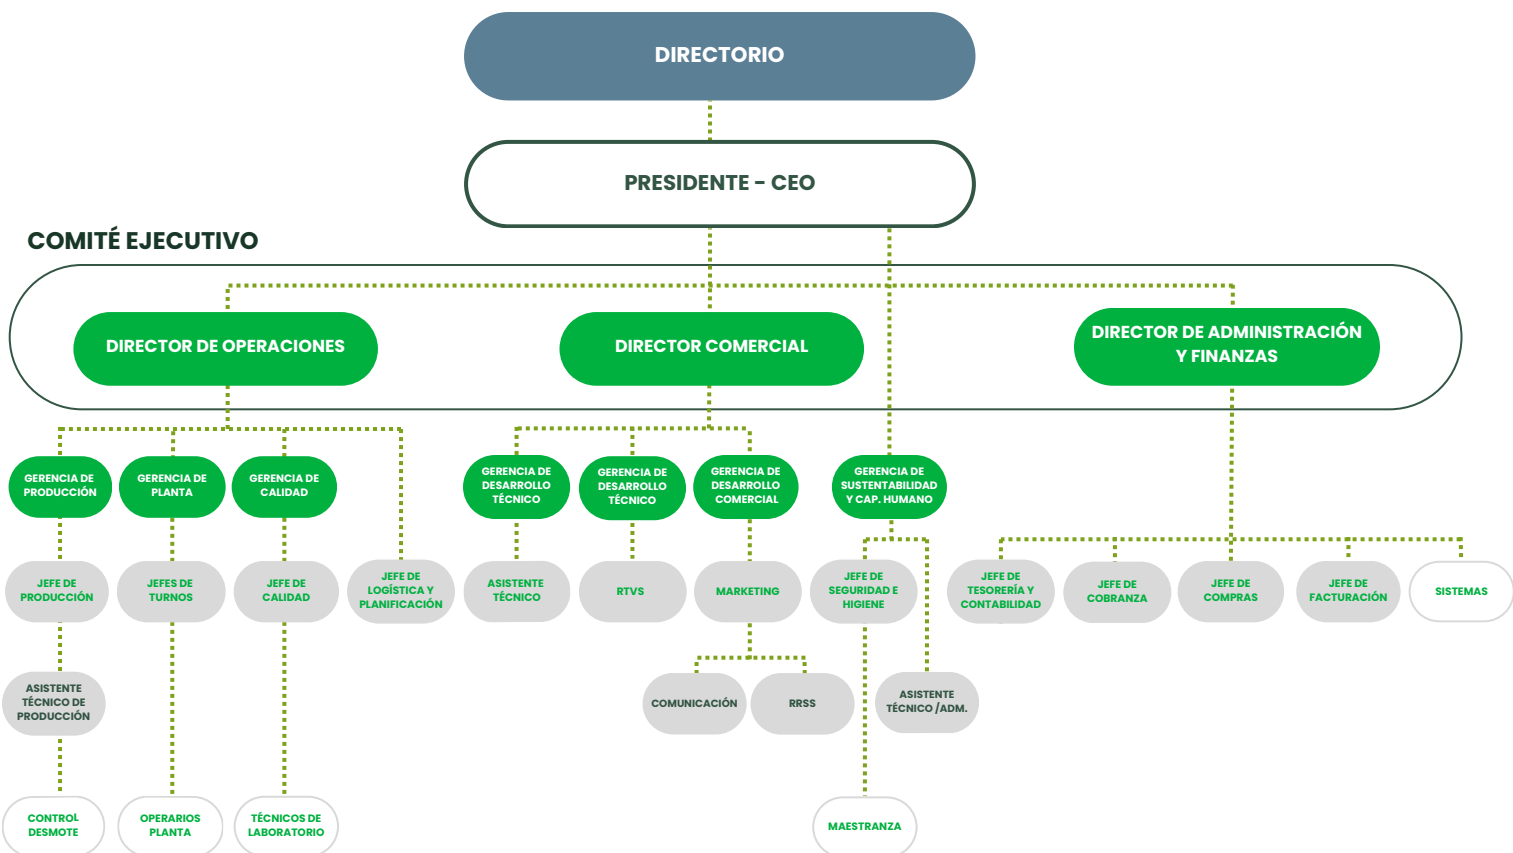 DIRECTORIO
PRESIDENTE - CEO
COMITÉ EJECUTIVO
DIRECTOR DE OPERACIONES
DIRECTOR COMERCIAL
DIRECTOR DE ADMINISTRACIÓN
Y FINANZAS
GERENCIA DE
PRODUCCIÓN
GERENCIA DE
PLANTA
GERENCIA DE
CALIDAD
GERENCIA DE
DESARROLLO
TÉCNICO
GERENCIA DE
DESARROLLO
TÉCNICO
GERENCIA DE
DESARROLLO
COMERCIAL
GERENCIA DE
SUSTENTABILIDAD
Y CAP. HUMANO
JEFE DE
PRODUCCIÓN
JEFES DE
TURNOS
JEFE DE
CALIDAD
JEFE DE
LOGÍSTICA Y
PLANIFICACIÓN
ASISTENTE
TÉCNICO
RTVS
MARKETING
JEFE DE
SEGURIDAD E
HIGIENE
JEFE DE
TESORERÍA Y
CONTABILIDAD
JEFE DE
COBRANZA
JEFE DE
COMPRAS
JEFE DE
FACTURACIÓN
SISTEMAS
ASISTENTE
TÉCNICO DE
PRODUCCIÓN
COMUNICACIÓN
RRSS
ASISTENTE
TÉCNICO /ADM.
CONTROL
DESMOTE
OPERARIOS
PLANTA
TÉCNICOS DE
LABORATORIO
MAESTRANZA